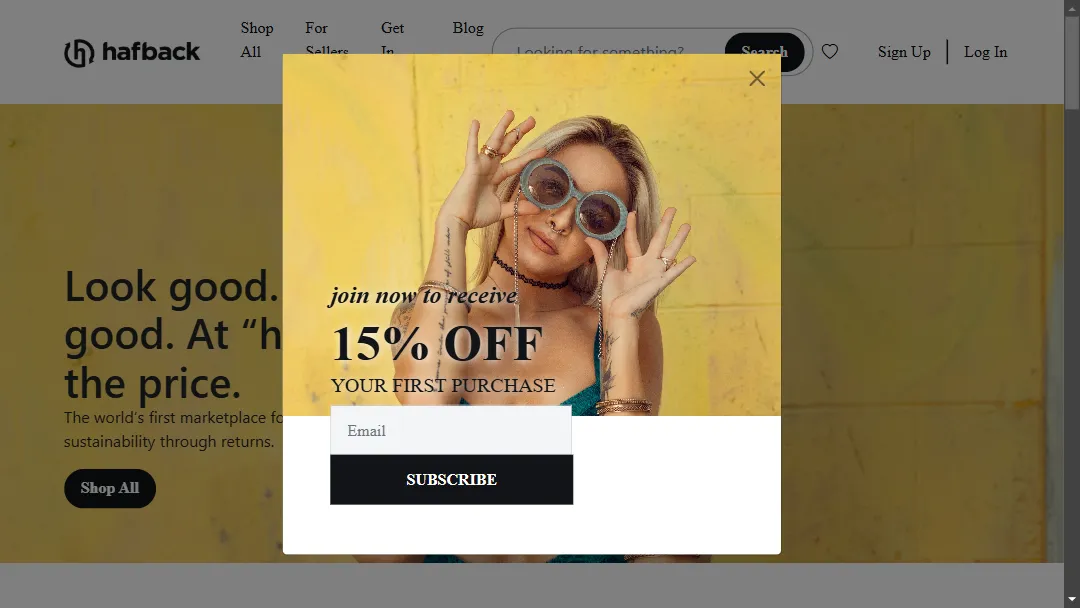 hafback
Shop All
For Sellers
Get In
Blog
Looking for something?
Search
Sign Up
Log In
Look good.
good. At “h
the price.
The world’s first marketplace fo
sustainability through returns.
Shop All
join now to receive
15% OFF
YOUR FIRST PURCHASE
Email
SUBSCRIBE